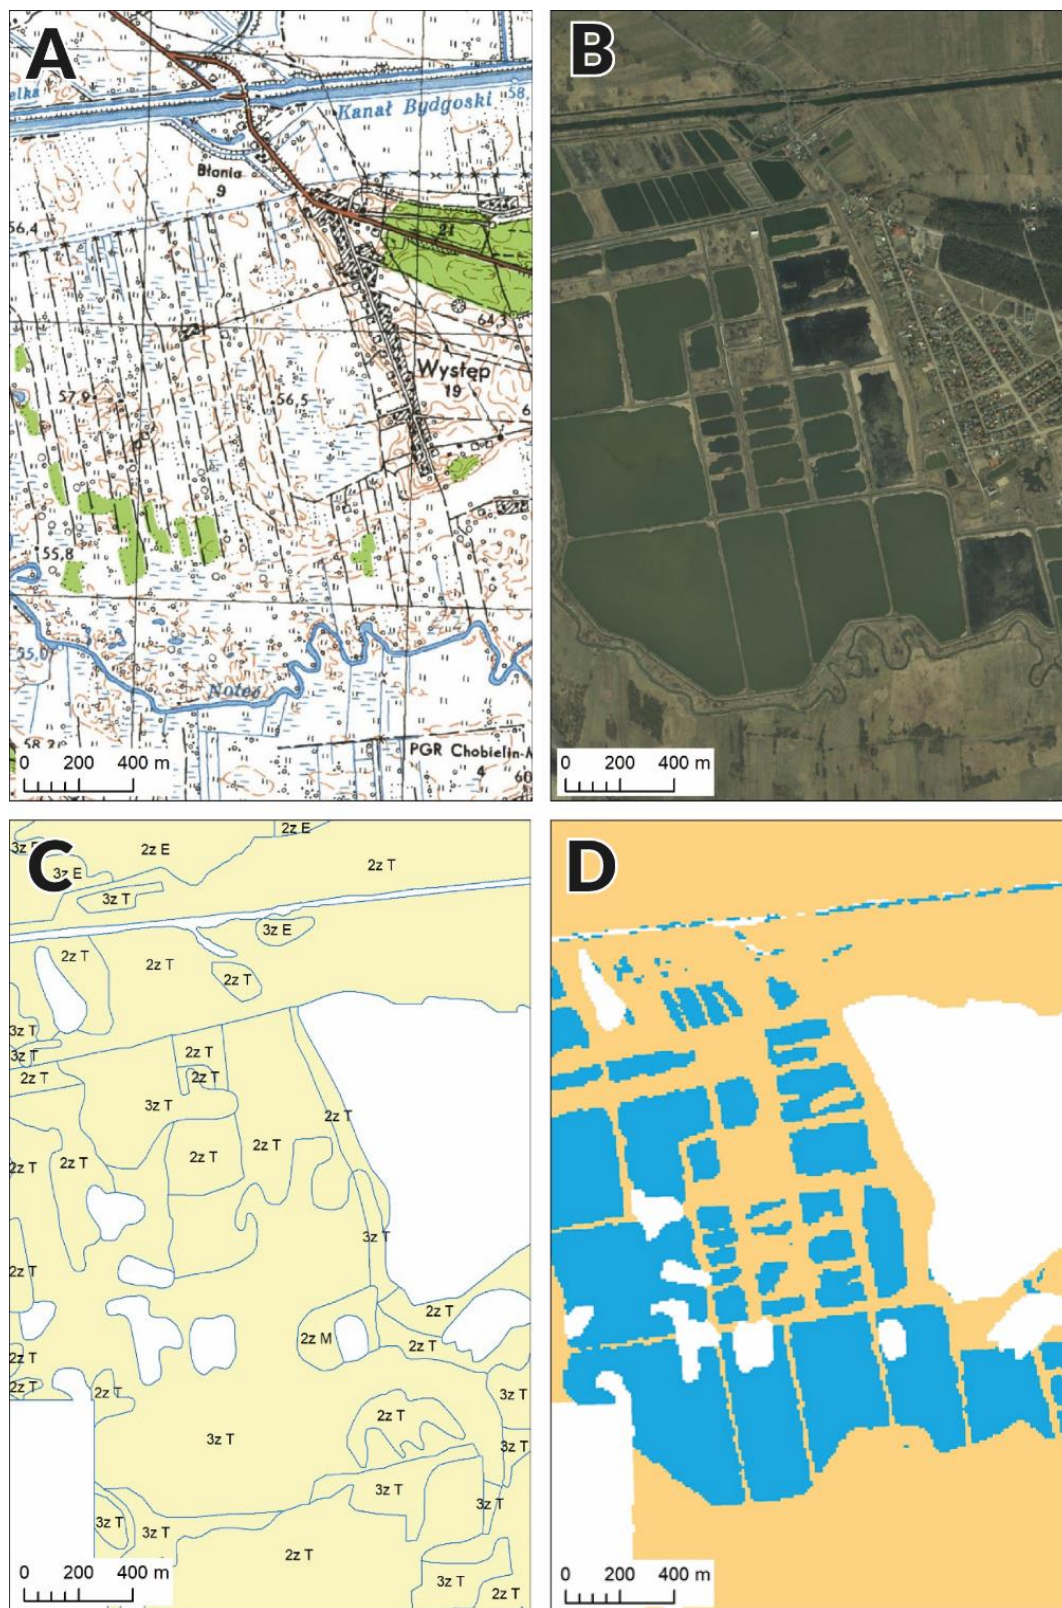 A
elka
Kanał Bydgoski
58,
Błonia
9
56,4
21
64,5
Występ
19
57,9
56,5
6
55,8
55,0
Noteć
58,2
PGR Chobielin-M
4
60
0 200 400 m
B
0 200 400 m
C
2z E
2z E
3z E
2z T
3z E
3z T
3z E
2z T
2z T
2z T
3z T
3z T
2z T
2z T
2z T
3z T
2z T
2z T
2z T
2z T
2z T
3z T
2z T
2z T
2z M
2z T
2z T
2z T
2z T
3z T
2z T
3z T
3z T
3z T
3z T
3z T
3z T
2z T
3z T
2z T
0 200 400 m
D
0 200 400 m